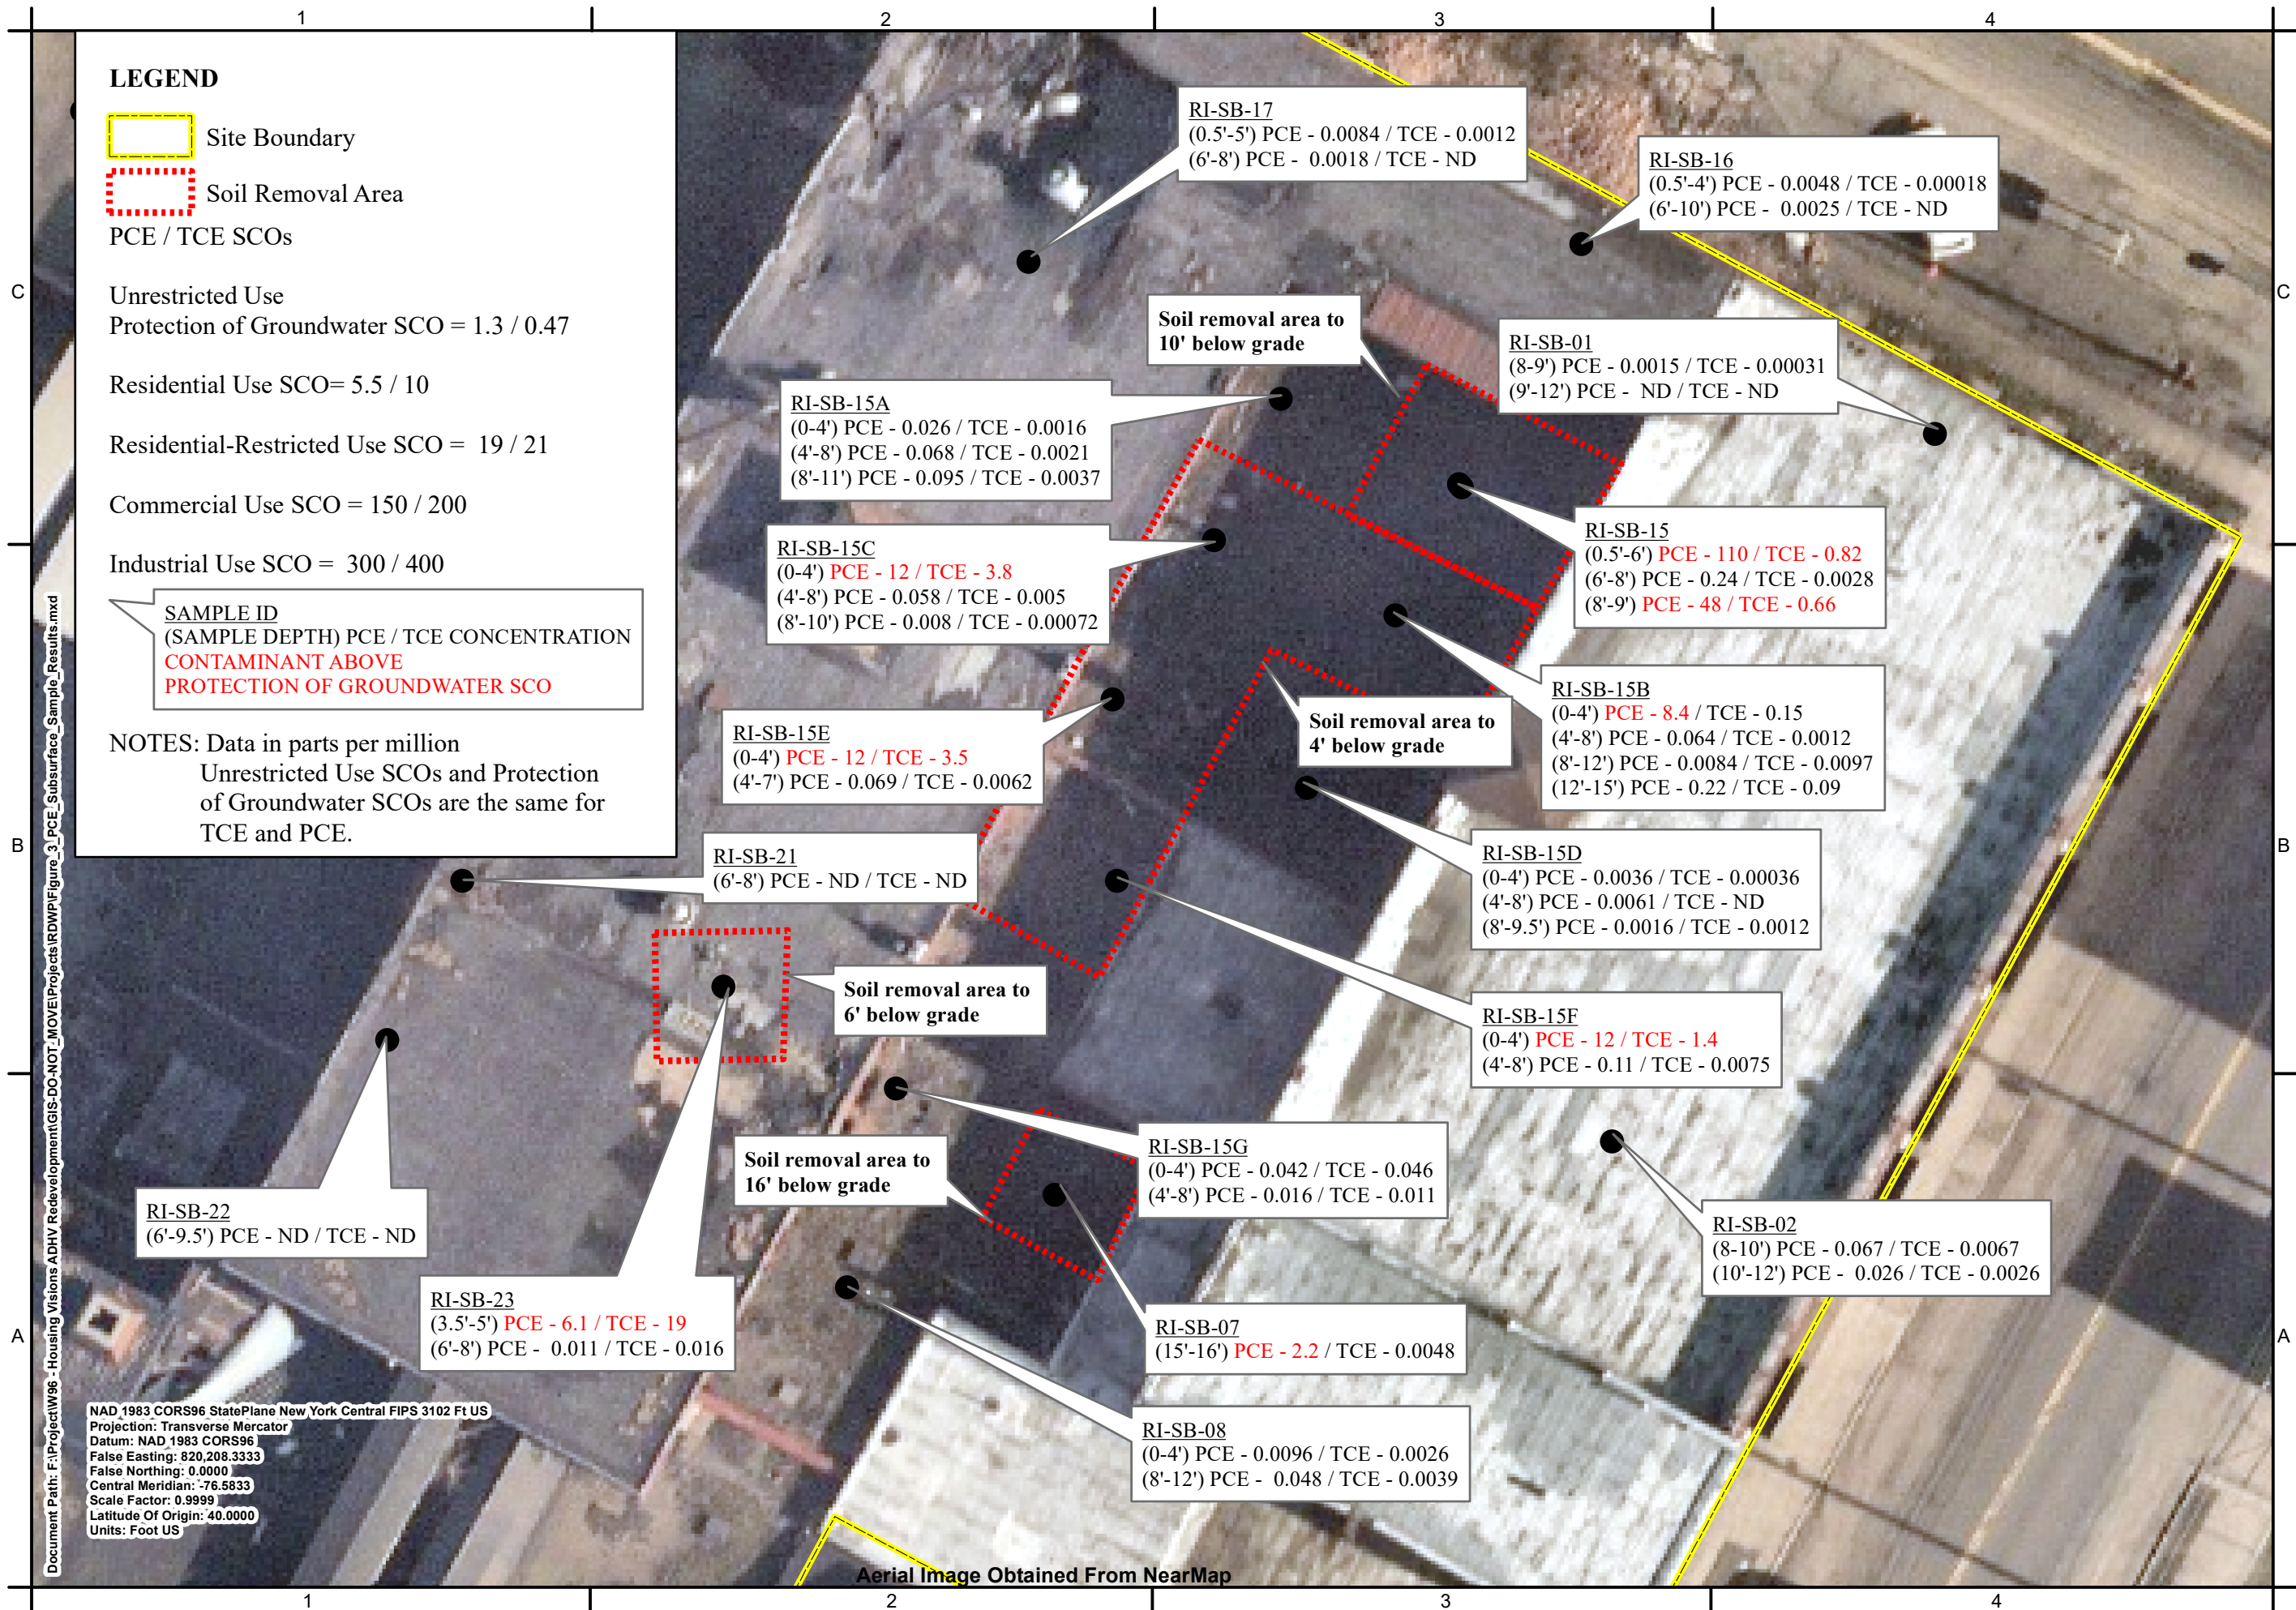 1
2
3
4
C
B
A
C
B
A
1
2
3
4
LEGEND
Site Boundary
Soil Removal Area
PCE / TCE SCOs
Unrestricted Use
Protection of Groundwater SCO = 1.3 / 0.47
Residential Use SCO= 5.5 / 10
Residential-Restricted Use SCO = 19 / 21
Commercial Use SCO = 150 / 200
Industrial Use SCO = 300 / 400
SAMPLE ID
(SAMPLE DEPTH) PCE / TCE CONCENTRATION
CONTAMINANT ABOVE
PROTECTION OF GROUNDWATER SCO
NOTES: Data in parts per million
Unrestricted Use SCOs and Protection
of Groundwater SCOs are the same for
TCE and PCE.
RI-SB-17
(0.5'-5') PCE - 0.0084 / TCE - 0.0012
(6'-8') PCE - 0.0018 / TCE - ND
RI-SB-16
(0.5'-4') PCE - 0.0048 / TCE - 0.00018
(6'-10') PCE - 0.0025 / TCE - ND
Soil removal area to
10' below grade
RI-SB-01
(8-9') PCE - 0.0015 / TCE - 0.00031
(9'-12') PCE - ND / TCE - ND
RI-SB-15A
(0-4') PCE - 0.026 / TCE - 0.0016
(4'-8') PCE - 0.068 / TCE - 0.0021
(8'-11') PCE - 0.095 / TCE - 0.0037
RI-SB-15C
(0-4') PCE - 12 / TCE - 3.8
(4'-8') PCE - 0.058 / TCE - 0.005
(8'-10') PCE - 0.008 / TCE - 0.00072
RI-SB-15
(0.5'-6') PCE - 110 / TCE - 0.82
(6'-8') PCE - 0.24 / TCE - 0.0028
(8'-9') PCE - 48 / TCE - 0.66
RI-SB-15B
(0-4') PCE - 8.4 / TCE - 0.15
(4'-8') PCE - 0.064 / TCE - 0.0012
(8'-12') PCE - 0.0084 / TCE - 0.0097
(12'-15') PCE - 0.22 / TCE - 0.09
RI-SB-15E
(0-4') PCE - 12 / TCE - 3.5
(4'-7') PCE - 0.069 / TCE - 0.0062
Soil removal area to
4' below grade
RI-SB-21
(6'-8') PCE - ND / TCE - ND
RI-SB-15D
(0-4') PCE - 0.0036 / TCE - 0.00036
(4'-8') PCE - 0.0061 / TCE - ND
(8'-9.5') PCE - 0.0016 / TCE - 0.0012
Soil removal area to
6' below grade
RI-SB-15F
(0-4') PCE - 12 / TCE - 1.4
(4'-8') PCE - 0.11 / TCE - 0.0075
RI-SB-15G
(0-4') PCE - 0.042 / TCE - 0.046
(4'-8') PCE - 0.016 / TCE - 0.011
Soil removal area to
16' below grade
RI-SB-22
(6'-9.5') PCE - ND / TCE - ND
RI-SB-02
(8-10') PCE - 0.067 / TCE - 0.0067
(10'-12') PCE - 0.026 / TCE - 0.0026
RI-SB-23
(3.5'-5') PCE - 6.1 / TCE - 19
(6'-8') PCE - 0.011 / TCE - 0.016
RI-SB-07
(15'-16') PCE - 2.2 / TCE - 0.0048
RI-SB-08
(0-4') PCE - 0.0096 / TCE - 0.0026
(8'-12') PCE - 0.048 / TCE - 0.0039
NAD 1983 CORS96 StatePlane New York Central FIPS 3102 Ft US
Projection: Transverse Mercator
Datum: NAD 1983 CORS96
False Easting: 820,208.3333
False Northing: 0.0000
Central Meridian: -76.5833
Scale Factor: 0.9999
Latitude Of Origin: 40.0000
Units: Foot US
Document Path: F:\Project\W96 - Housing Visions ADHV Redevelopment\GIS-DO-NOT_MOVE\Projects\RDWP\Figure_3_PCE_Subsurface_Sample_Results.mxd
Aerial Image Obtained From NearMap